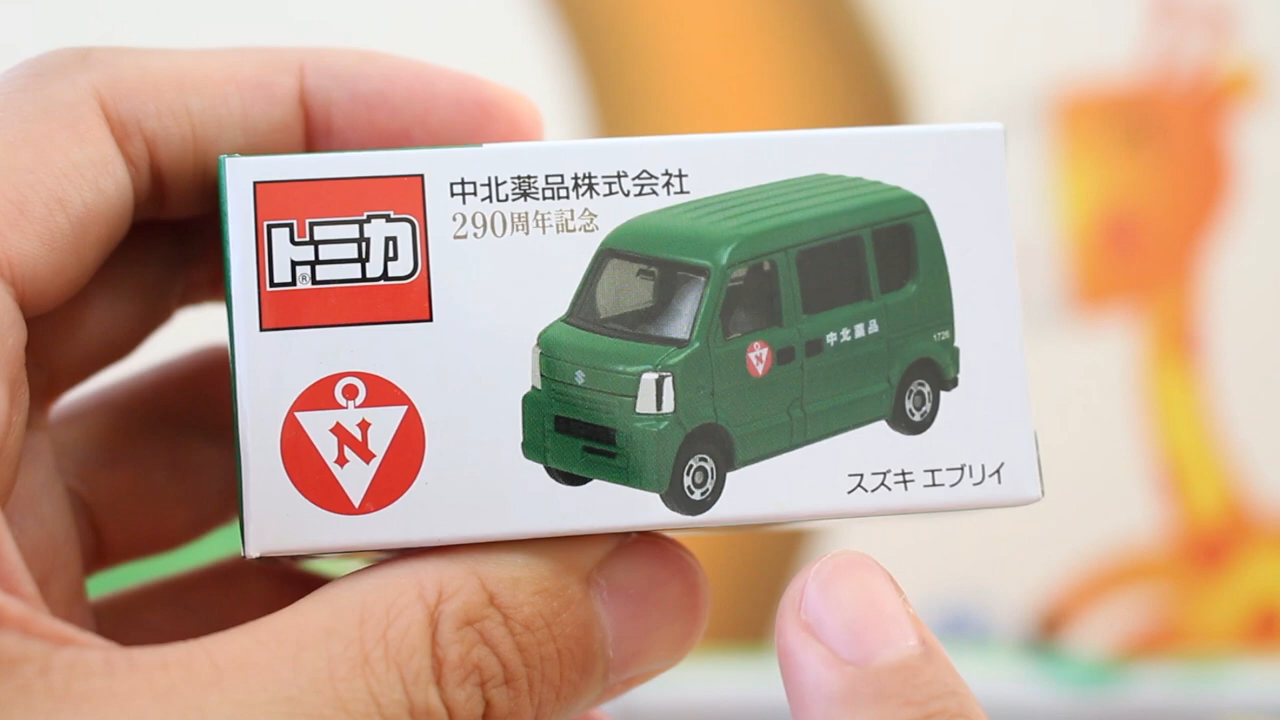 トミカ
®
中北薬品株式会社
290周年記念
N
N
中北薬品
1726
スズキ エブリイ